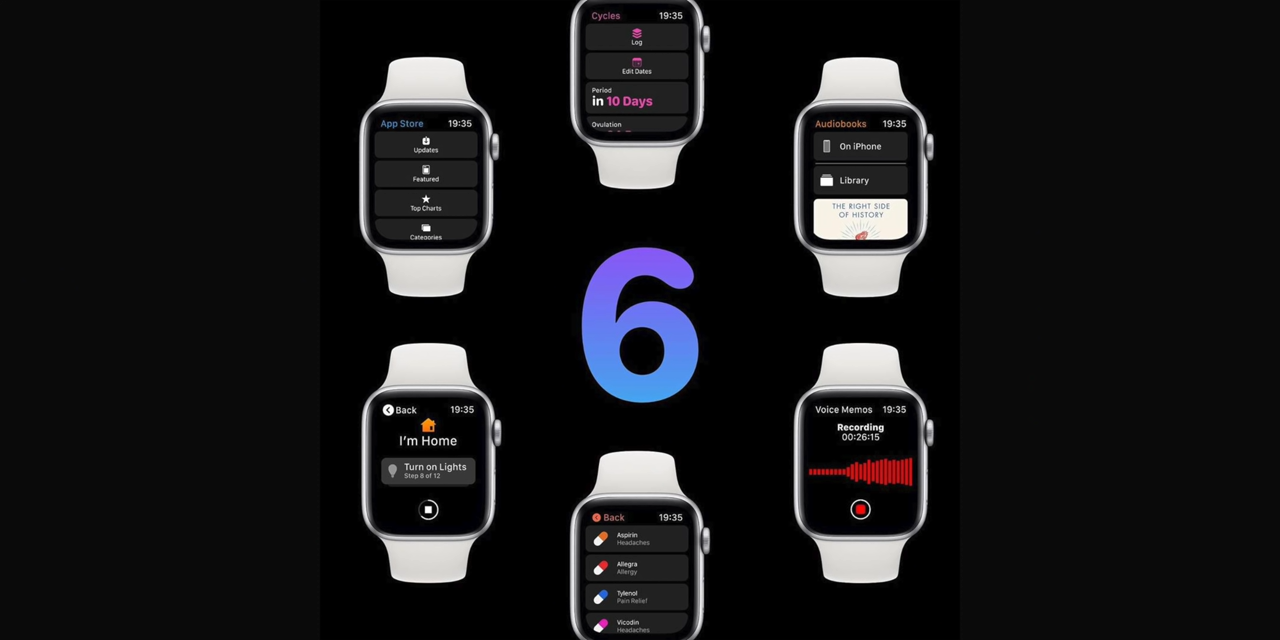 Cycles 19:35
Log
Edit Dates
Period
in 10 Days
Ovulation
App Store 19:35
Updates
Featured
Top Charts
Categories
Audiobooks 19:35
On iPhone
Library
THE RIGHT SIDE
OF HISTORY
6
Back 19:35
I'm Home
Turn on Lights
Step 8 of 12
Voice Memos 19:35
Recording
00:26:15
Back 19:35
Aspirin
Headaches
Allegra
Allergy
Tylenol
Pain Relief
Vicodin
Headaches